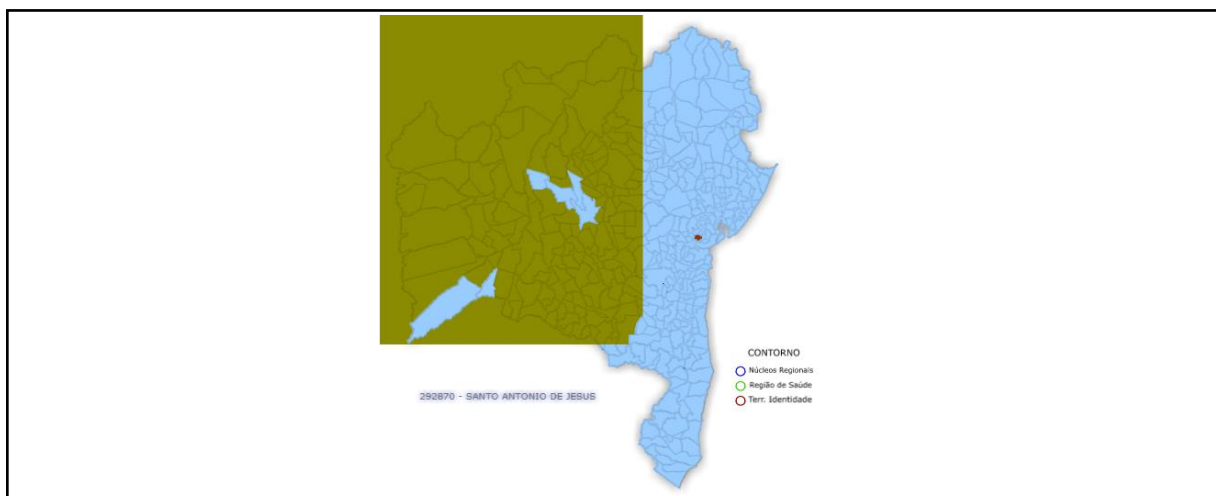 CONTORNO
Núcleos Regionais
Região de Saúde
Terr. Identidade
292870 - SANTO ANTONIO DE JESUS